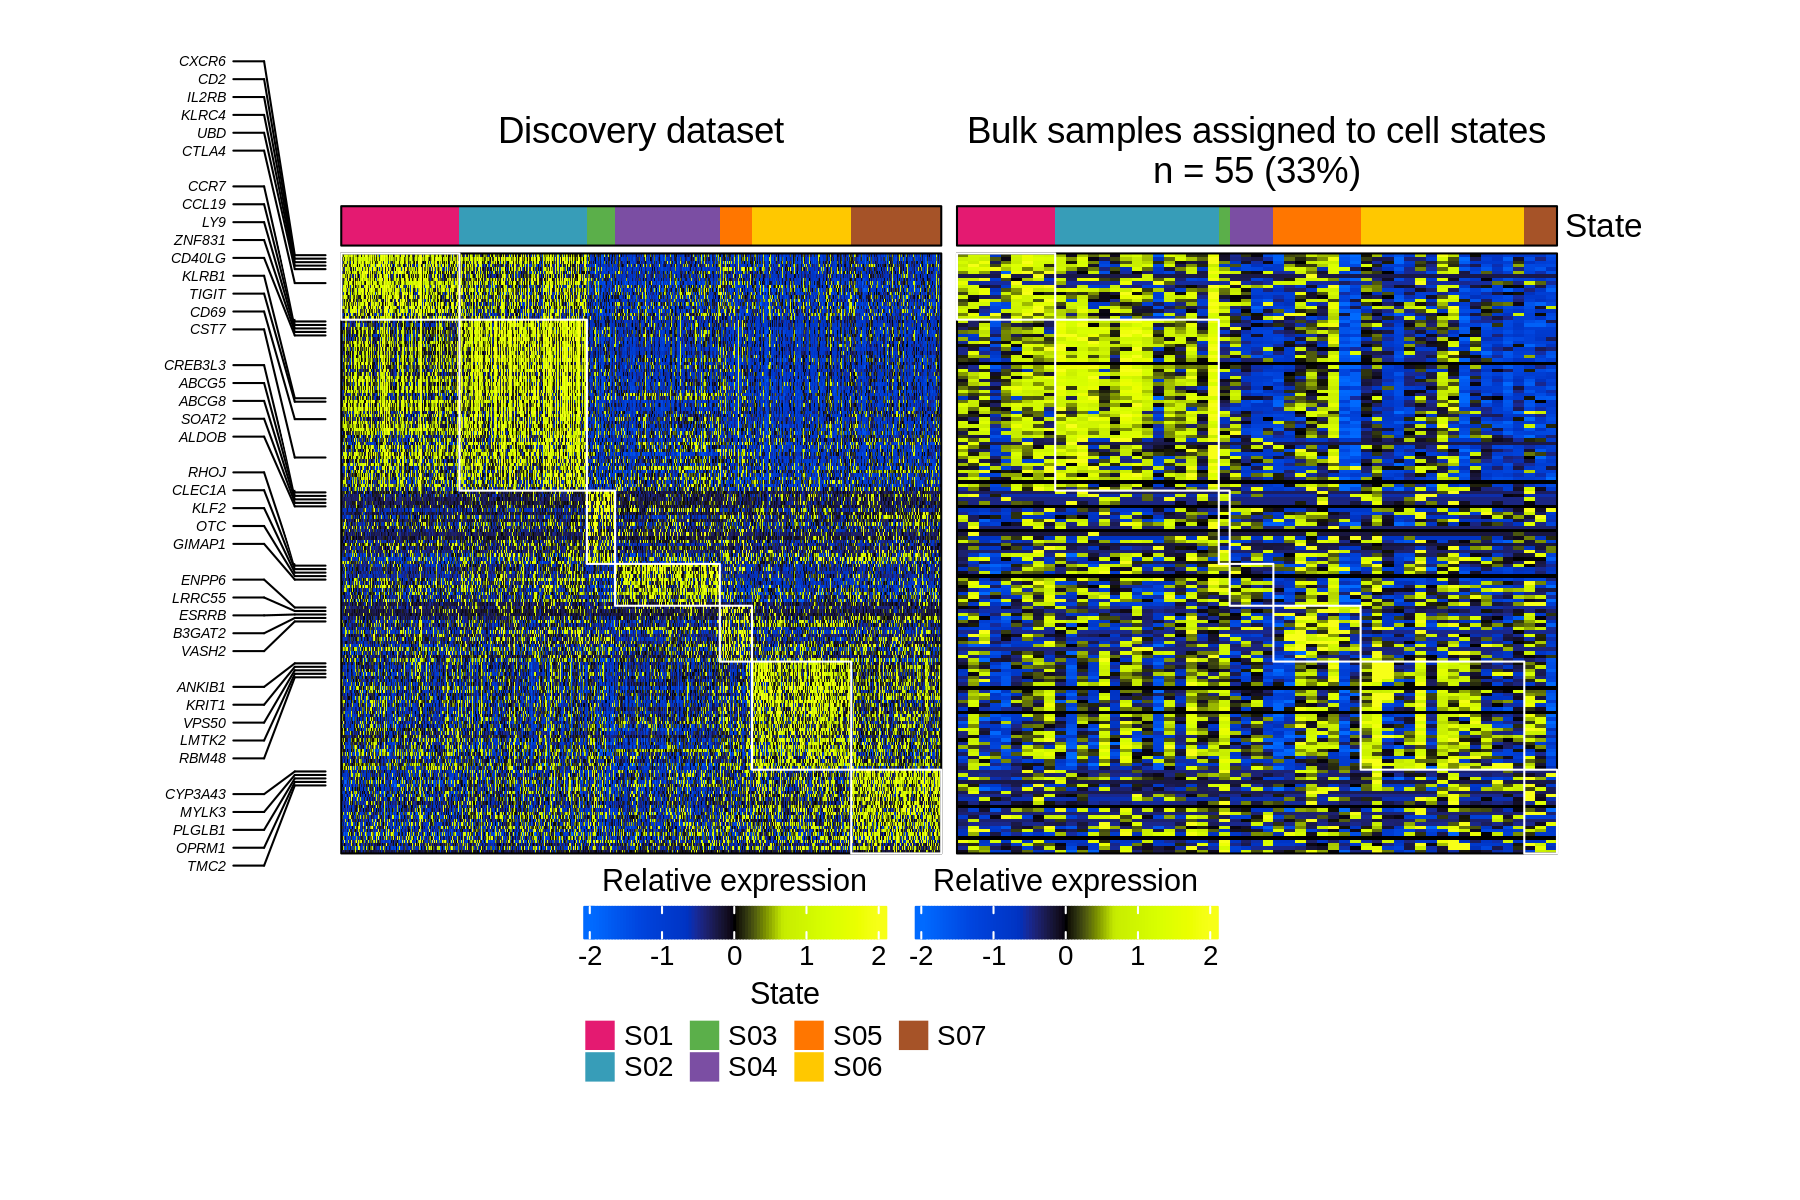 CXCR6
CD2
IL2RB
KLRC4
UBD
CTLA4
CCR7
CCL19
LY9
ZNF831
CD40LG
KLRB1
TIGIT
CD69
CST7
CREB3L3
ABCG5
ABCG8
SOAT2
ALDOB
RHOJ
CLEC1A
KLF2
OTC
GIMAP1
ENPP6
LRRC55
ESRRB
B3GAT2
VASH2
ANKIB1
KRIT1
VPS50
LMTK2
RBM48
CYP3A43
MYLK3
PLGLB1
OPRM1
TMC2
Discovery dataset
Bulk samples assigned to cell states
n = 55 (33%)
State
Relative expression
-2 -1 0 1 2
Relative expression
-2 -1 0 1 2
State
S01 S03 S05 S07
S02 S04 S06